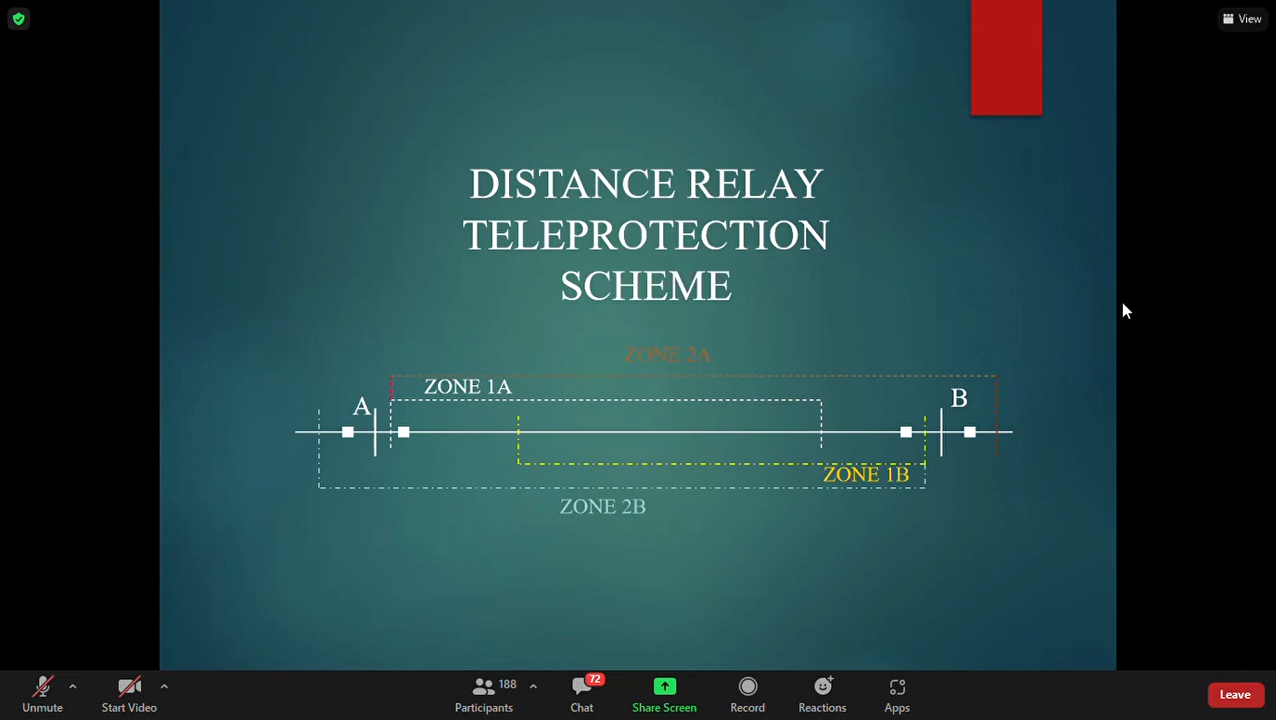 View
DISTANCE RELAY
TELEPROTECTION
SCHEME
ZONE 2A
ZONE 1A
A
B
ZONE 1B
ZONE 2B
Unmute
Start Video
188
Participants
72
Chat
Share Screen
Record
Reactions
Apps
Leave